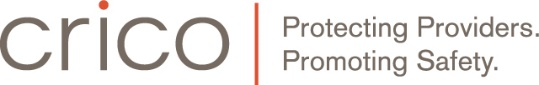 crico
Protecting Providers.
Promoting Safety.